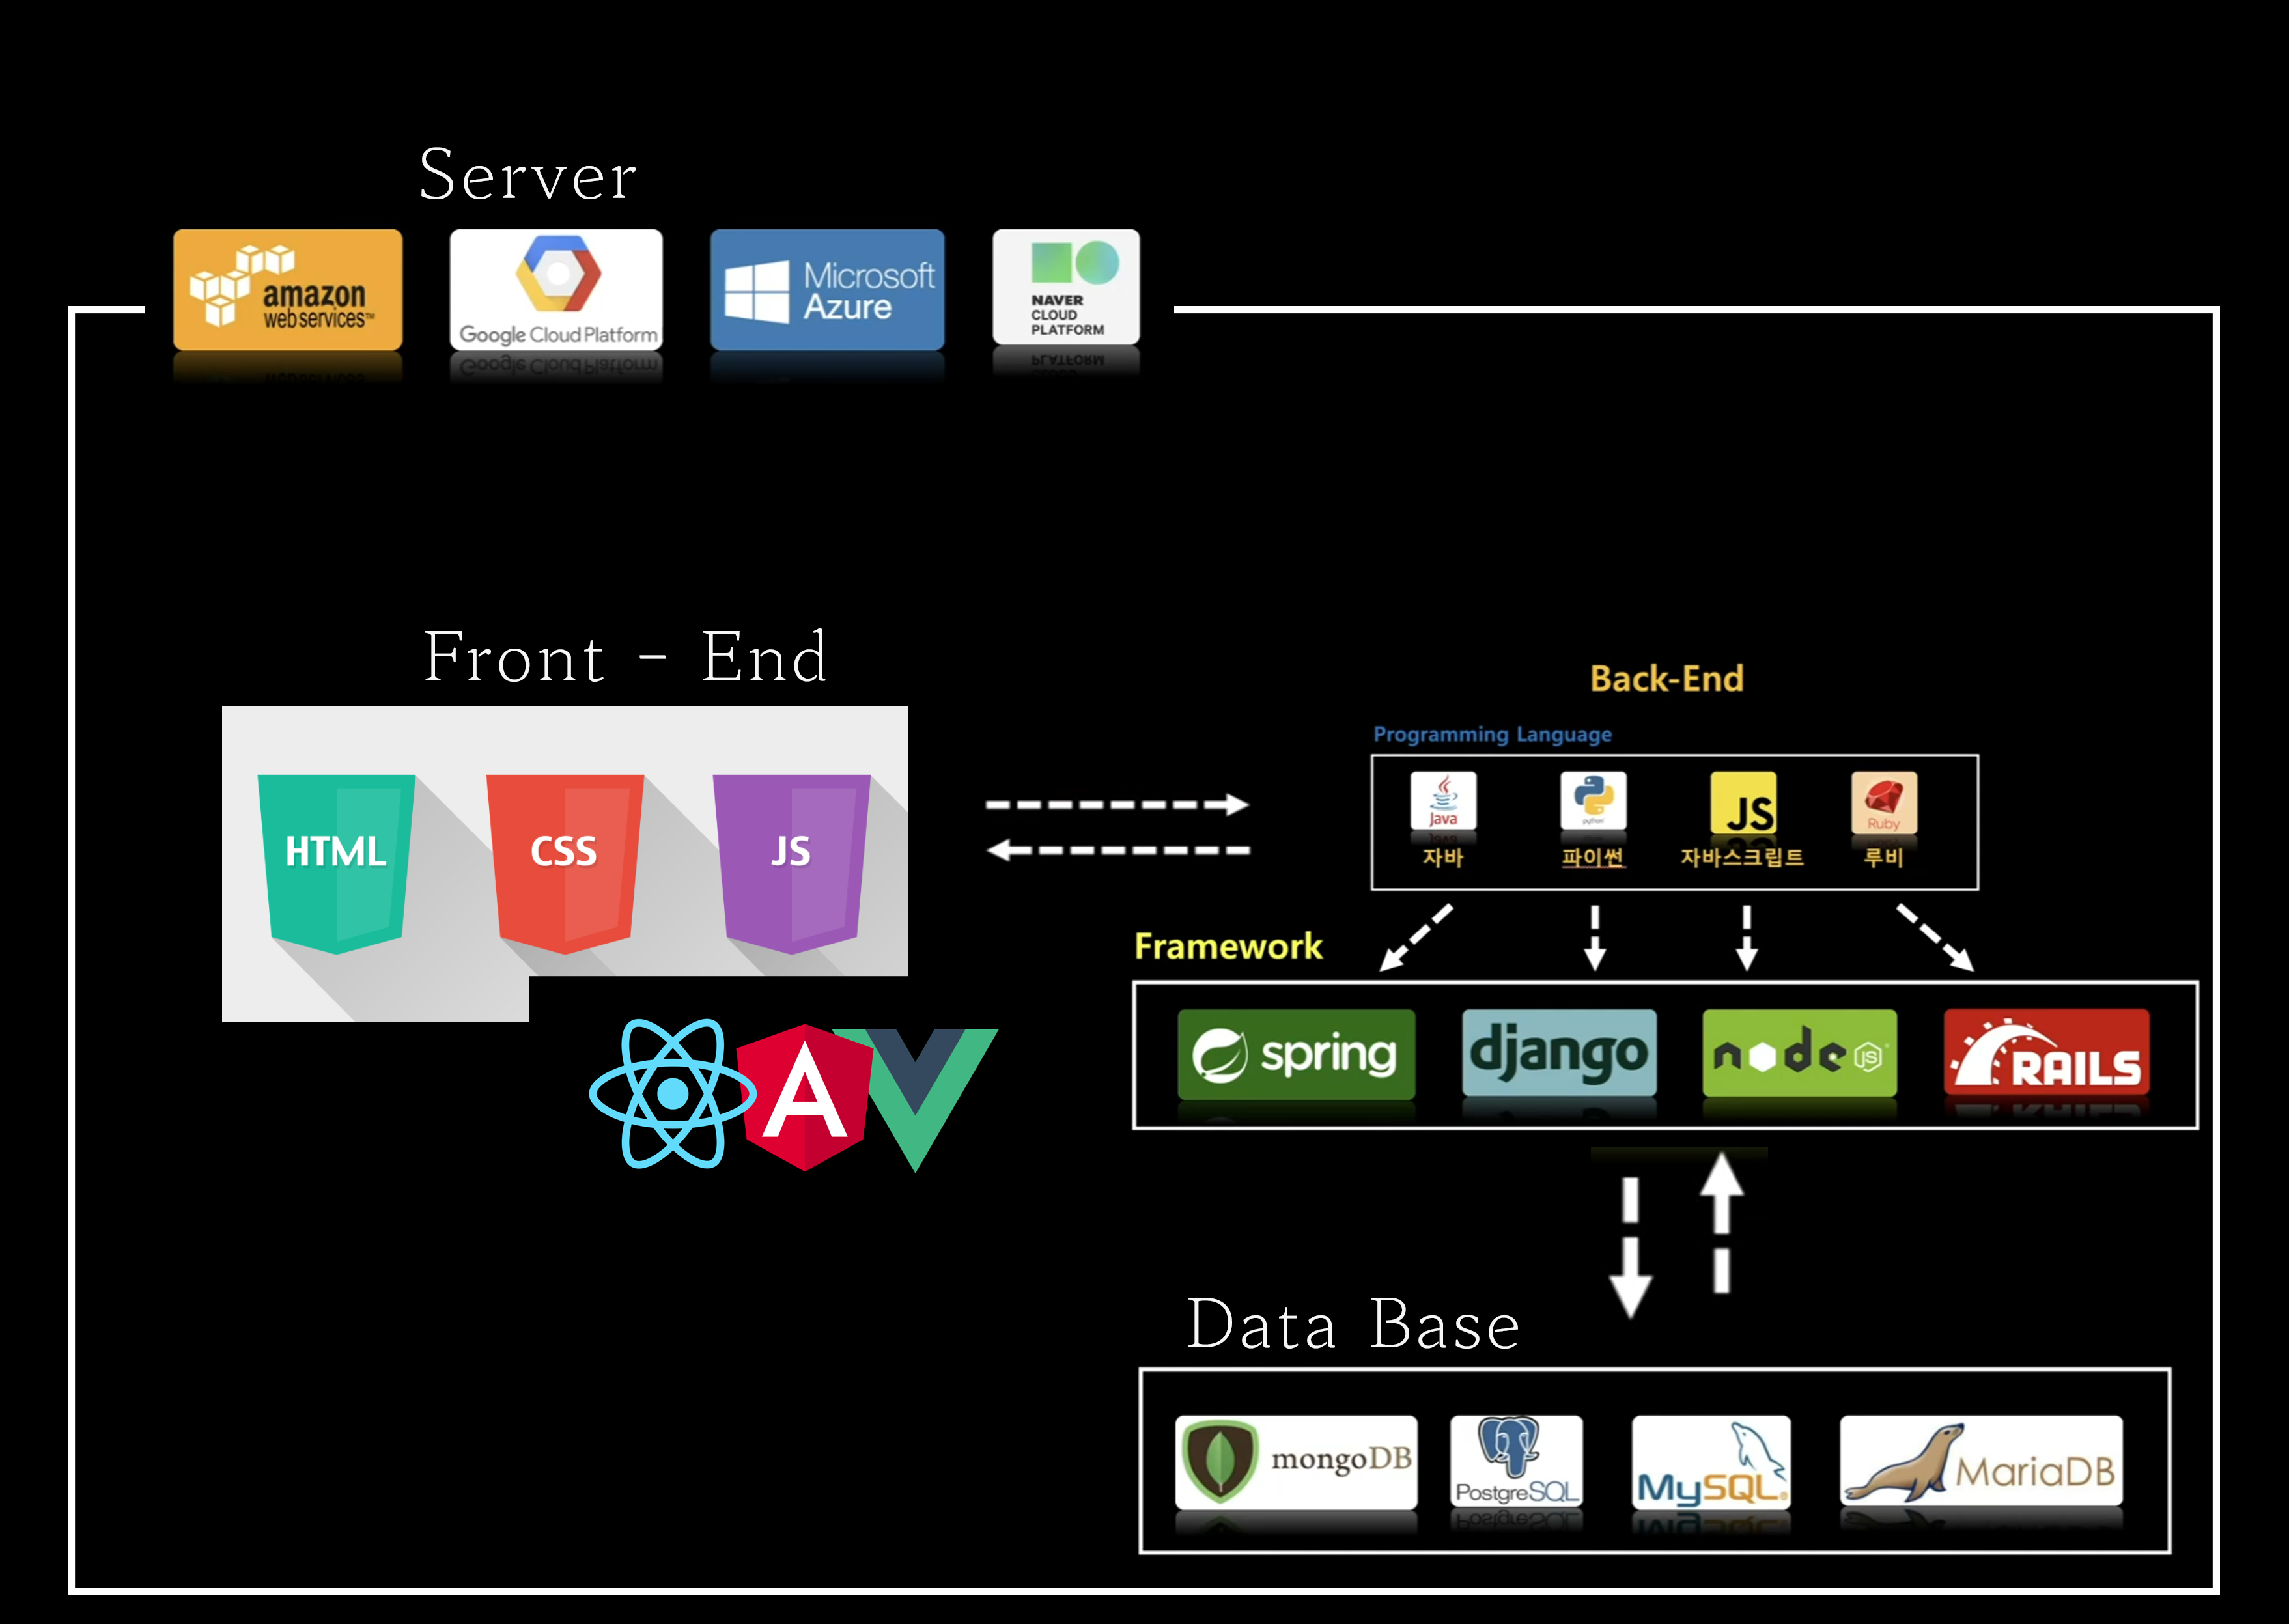 Server
amazon
webservices™
Google Cloud Platform
Microsoft
Azure
NAVER
CLOUD
PLATFORM
Front - End
HTML
CSS
JS
A
Back-End
Programming Language
Java
python
JS
Ruby
자바
파이썬
자바스크립트
루비
Framework
spring
django
node JS
RAILS
Data Base
mongoDB
PostgreSQL
MySQL®
MariaDB